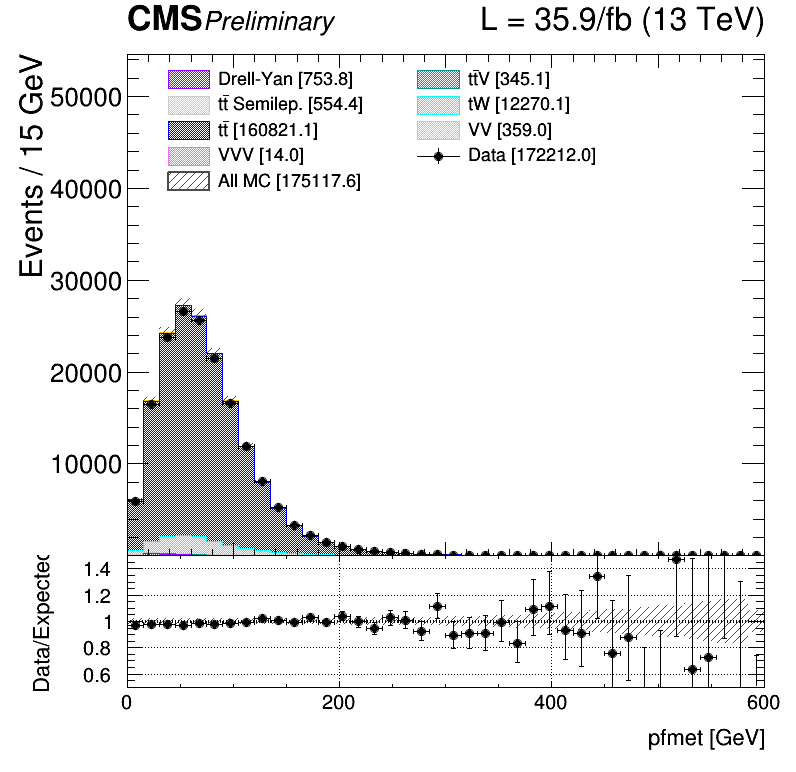 CMS Preliminary L = 35.9/fb (13 TeV)
Events / 15 GeV
50000
40000
30000
20000
10000
Drell-Yan [753.8]
tt̄ Semilep. [554.4]
tt̄ [160821.1]
VVV [14.0]
All MC [175117.6]
tt̄V [345.1]
tW [12270.1]
VV [359.0]
Data [172212.0]
Data/Expected
1.4
1.2
1
0.8
0.6
0 200 400 600
pfmet [GeV]